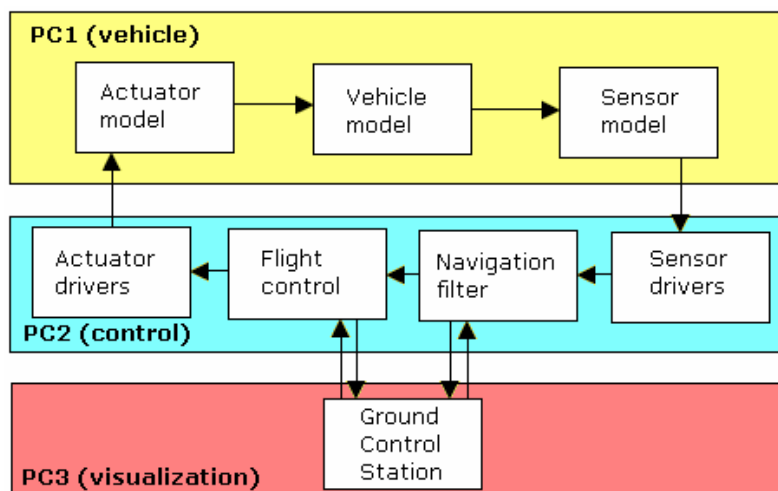 PC1 (vehicle)
Actuator
model
Vehicle
model
Sensor
model
Actuator
drivers
Flight
control
Navigation
filter
Sensor
drivers
PC2 (control)
Ground
Control
Station
PC3 (visualization)